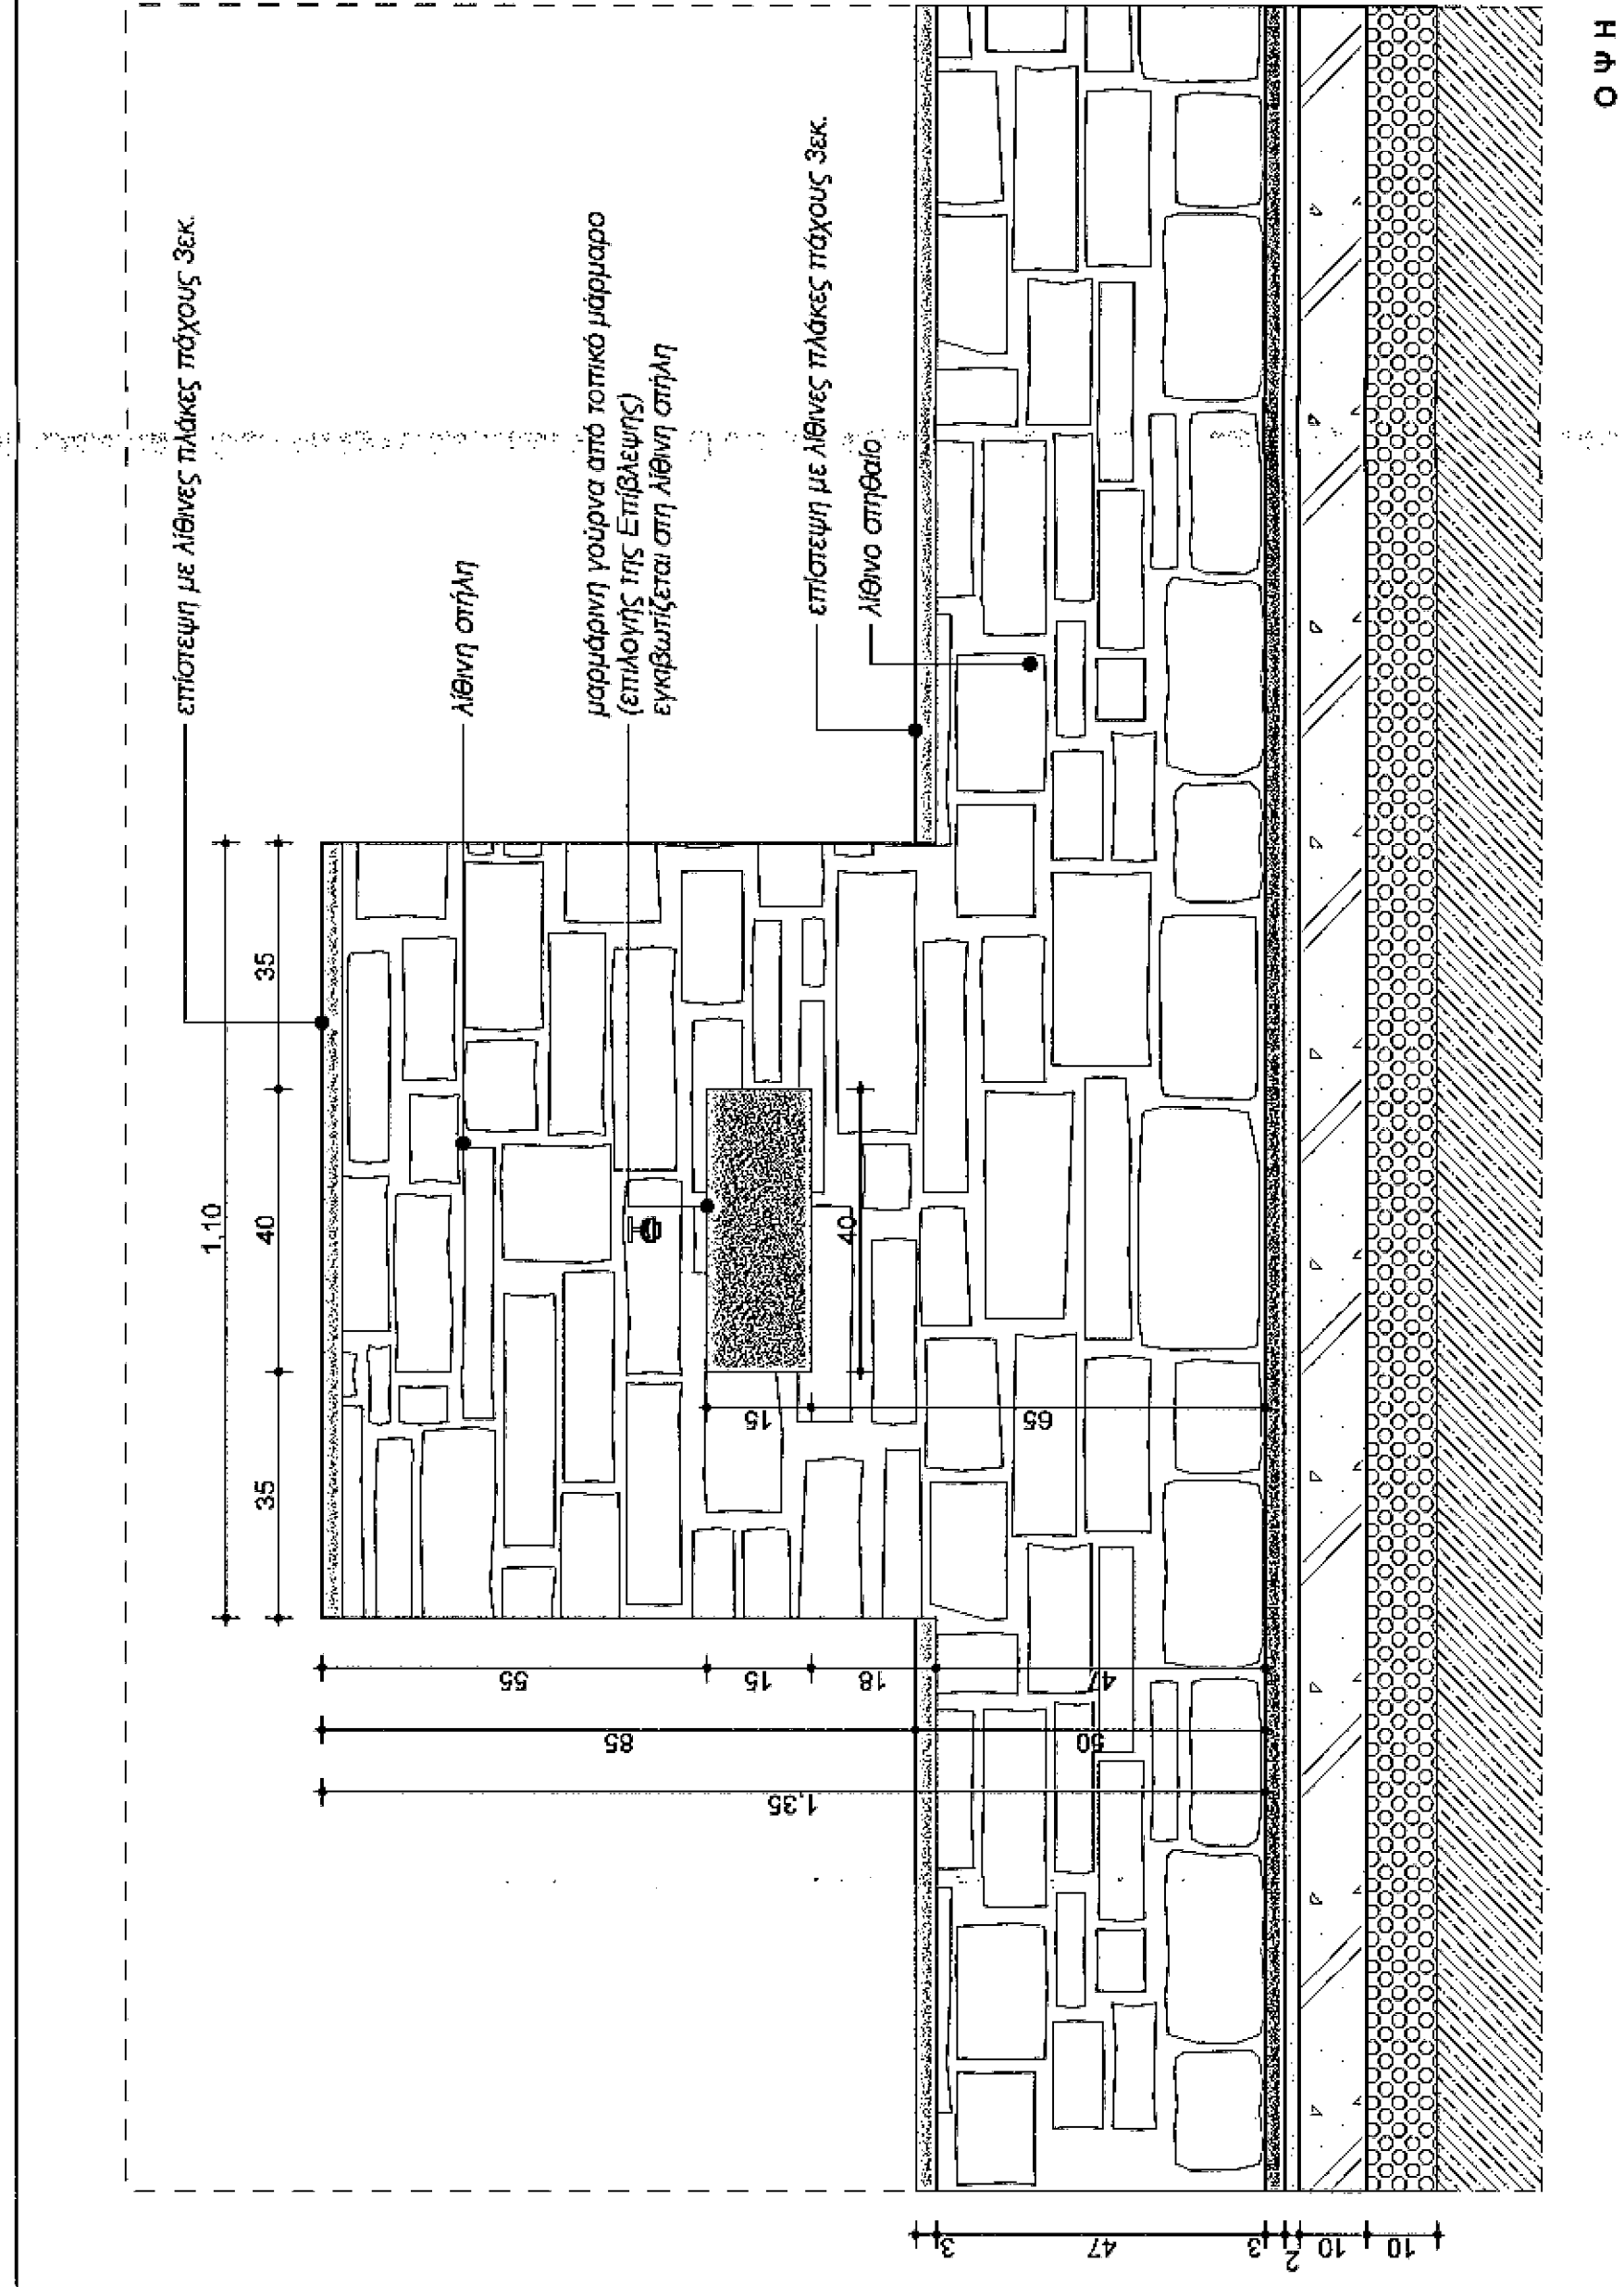 επίστεψη με λίθινες πλάκες πάχους 3εκ.
λίθινη στήλη
μαρμάρινη γούρνα από τοπικό μάρμαρο
(επιλογής της Επίβλεψης)
εγκιβωτίζεται στη λίθινη στήλη
επίστεψη με λίθινες πλάκες πάχους 3εκ.
λίθινο στηθαίο
1,10
35
40
35
40
15
65
55
15
18
47
85
50
1,35
3
47
3
2
10
10
ΟΨΗ